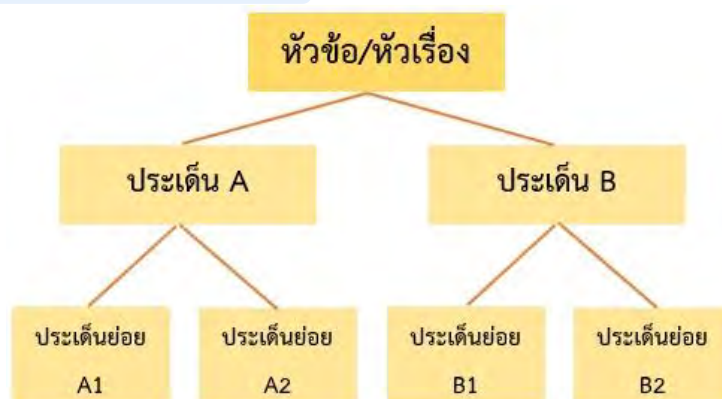 หัวข้อ/หัวเรื่อง
ประเด็น A
ประเด็น B
ประเด็นย่อย
A1
ประเด็นย่อย
A2
ประเด็นย่อย
B1
ประเด็นย่อย
B2